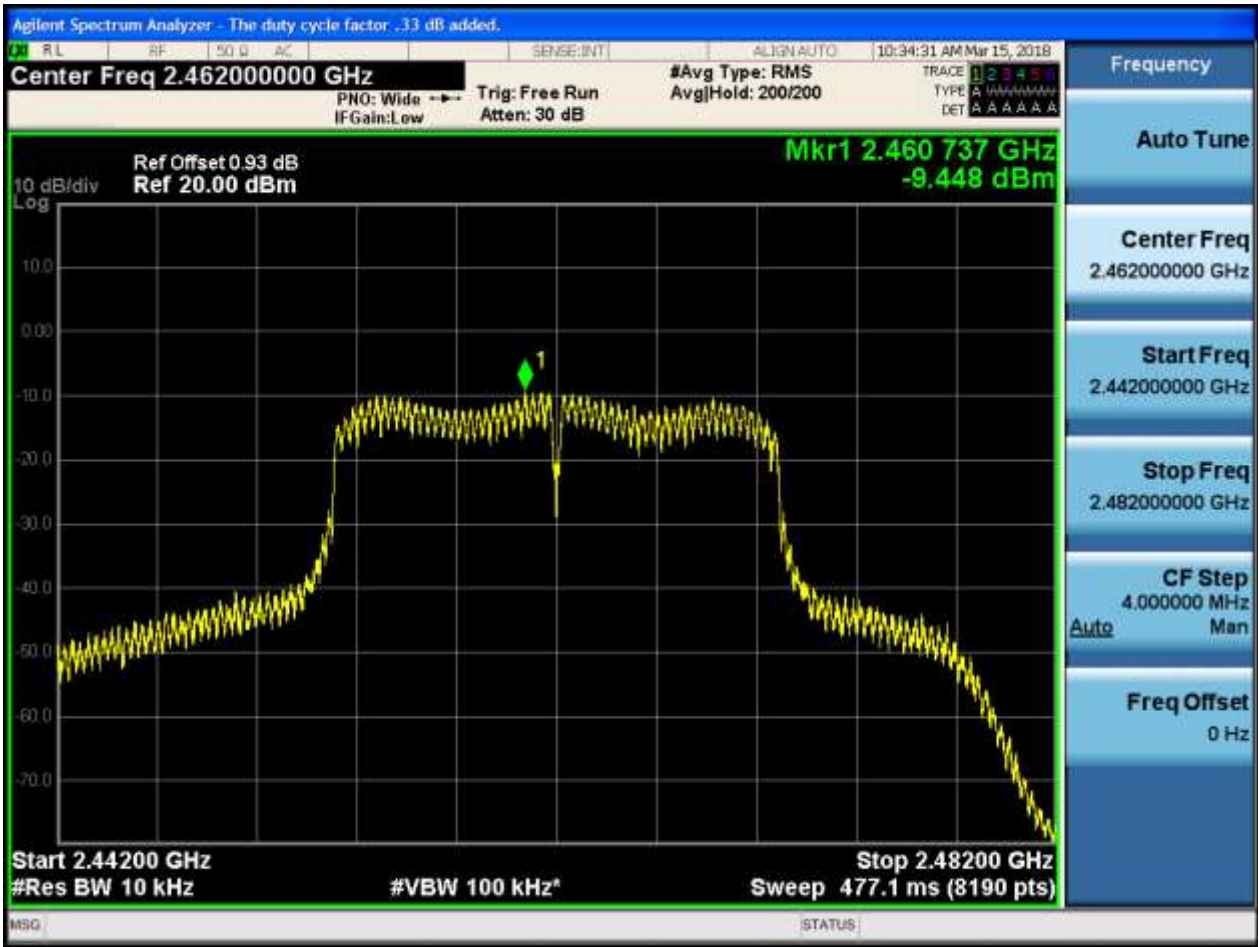 Agilent Spectrum Analyzer - The duty cycle factor .33 dB added.
RL RF 50 Ω AC SENSE:INT ALIGN AUTO 10:34:31 AM Mar 15, 2018
Center Freq 2.462000000 GHz
PNO: Wide
IFGain:Low
Trig: Free Run
Atten: 30 dB
#Avg Type: RMS
Avg|Hold: 200/200
TRACE 1 2 3 4 5 6
TYPE A WWWWW
DET A A A A A A
Mkr1 2.460 737 GHz
-9.448 dBm
Ref Offset 0.93 dB
10 dB/div Ref 20.00 dBm
Log
10.0
0.00
-10.0
-20.0
-30.0
-40.0
-50.0
-60.0
-70.0
1
Start 2.44200 GHz Stop 2.48200 GHz
#Res BW 10 kHz #VBW 100 kHz* Sweep 477.1 ms (8190 pts)
MSG STATUS
Frequency
Auto Tune
Center Freq
2.462000000 GHz
Start Freq
2.442000000 GHz
Stop Freq
2.482000000 GHz
CF Step
4.000000 MHz
Auto Man
Freq Offset
0 Hz